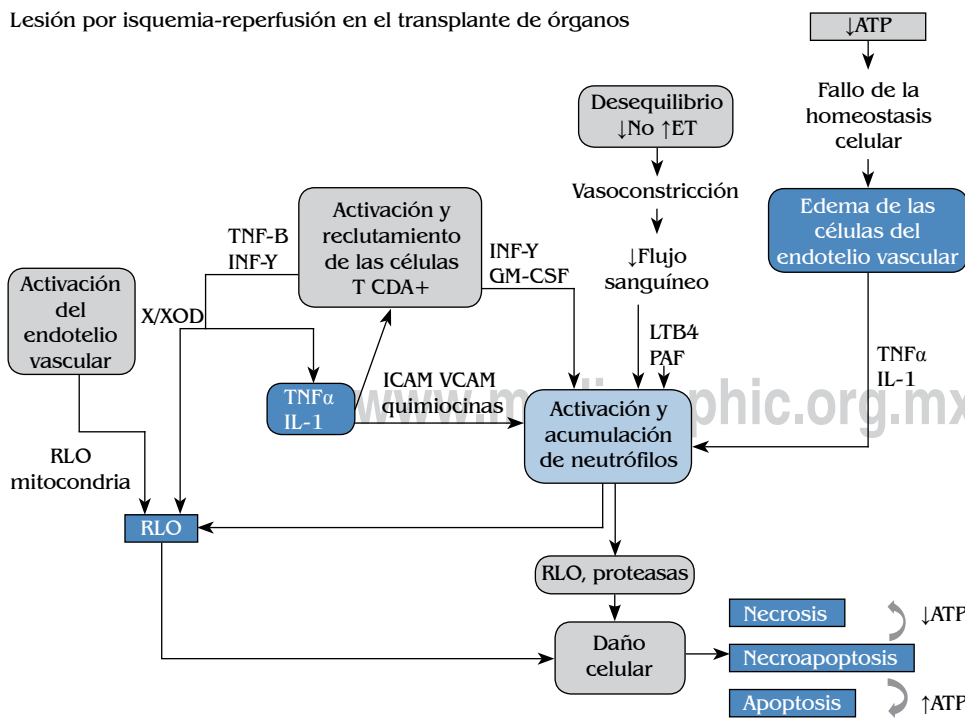 Lesión por isquemia-reperfusión en el transplante de órganos
↓ATP
Fallo de la
homeostasis
celular
Desequilibrio
↓No ↑ET
Vasoconstricción
↓Flujo
sanguíneo
Edema de las
células del
endotelio vascular
Activación y
reclutamiento
de las células
T CDA+
TNF-B
INF-Y
INF-Y
GM-CSF
Activación
del
endotelio
vascular
X/XOD
LTB4
PAF
TNFα
IL-1
TNFα
IL-1
ICAM VCAM
quimiocinas
Activación y
acumulación
de neutrófilos
RLO
mitocondria
RLO
RLO, proteasas
Daño
celular
Necrosis
↓ATP
Necroapoptosis
Apoptosis
↑ATP